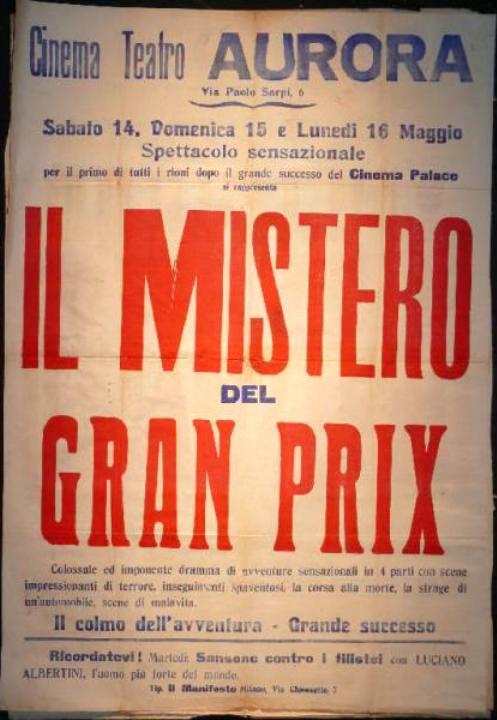 Cinema Teatro AURORA
Via Paolo Sarpi, 6
Sabato 14, Domenica 15 e Lunedì 16 Maggio
Spettacolo sensazionale
per il primo di tutti i rioni dopo il grande successo del Cinema Palace
si rappresenta
IL MISTERO
DEL
GRAN PRIX
Colossale ed imponente dramma di avventure sensazionali in 4 parti con scene
impressionanti di terrore, inseguimenti spaventosi, la corsa alla morte, la strage di
un'automobile, scene di malavita.
Il colmo dell'avventura - Grande successo
Ricordatevi! Martedì: Sansone contro i filistei con LUCIANO
ALBERTINI, l'uomo più forte del mondo.
Tip. Il Manifesto Milano, Via